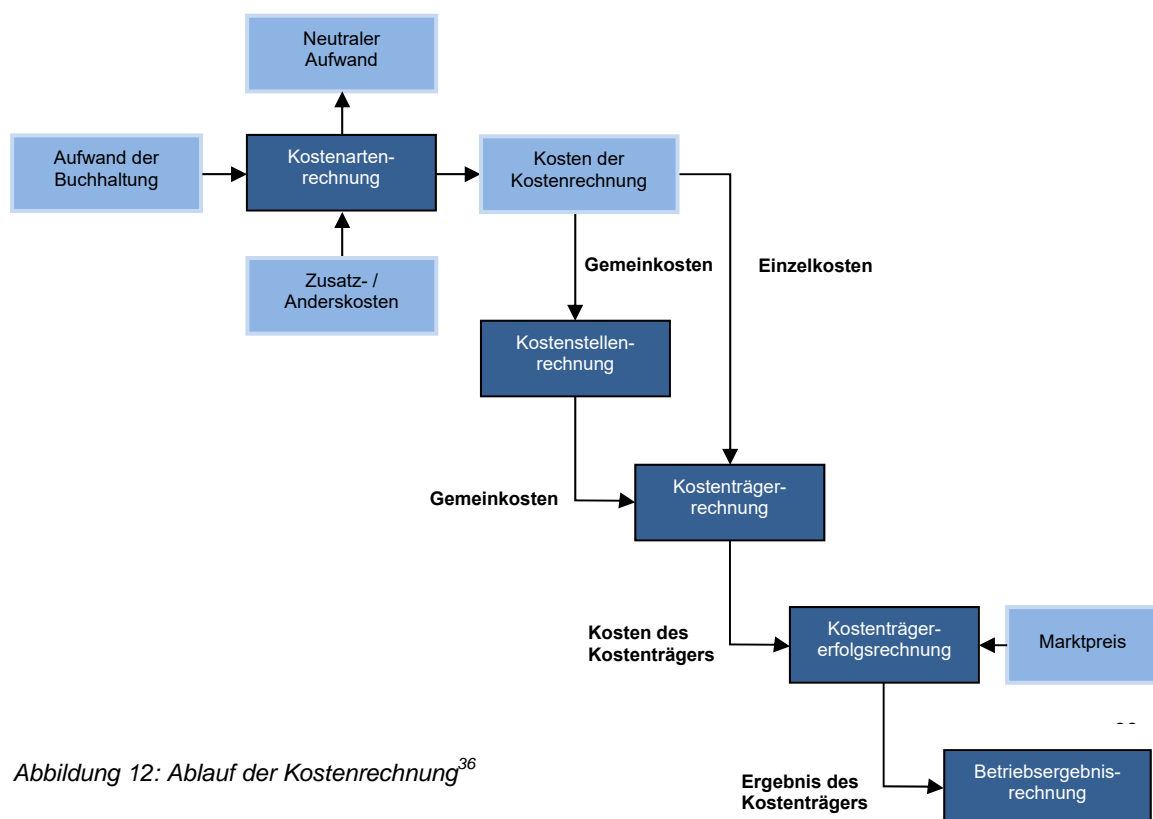 Neutraler
Aufwand
Aufwand der
Buchhaltung
Kostenarten-
rechnung
Kosten der
Kostenrechnung
Zusatz- /
Anderskosten
Gemeinkosten
Einzelkosten
Kostenstellen-
rechnung
Gemeinkosten
Kostenträger-
rechnung
Kosten des
Kostenträgers
Kostenträger-
erfolgsrechnung
Marktpreis
Abbildung 12: Ablauf der Kostenrechnung36
Ergebnis des
Kostenträgers
Betriebsergebnis-
rechnung